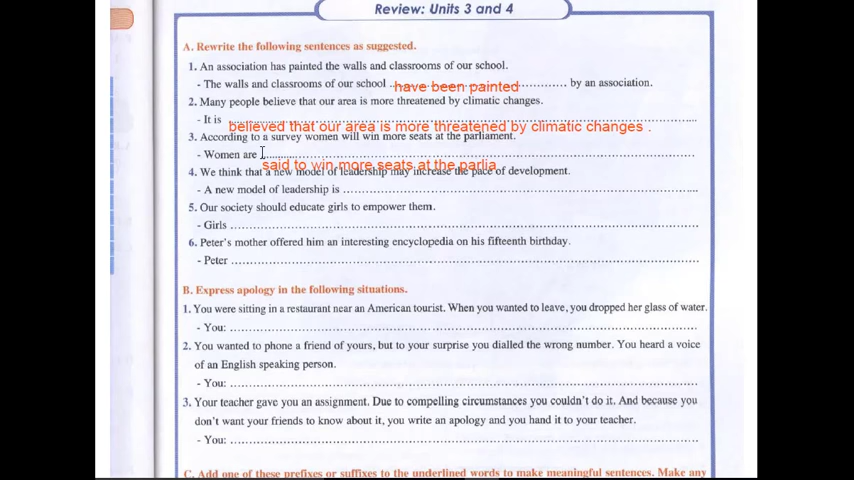 Review: Units 3 and 4
A. Rewrite the following sentences as suggested.
1. An association has painted the walls and classrooms of our school.
- The walls and classrooms of our school ..have been painted.............. by an association.
2. Many people believe that our area is more threatened by climatic changes.
- It is ........................................
believed that our area is more threatened by climatic changes .
3. According to a survey women will win more seats at the parliament.
- Women are ........................................
said to win more seats at the parlia
4. We think that a new model of leadership may increase the pace of development.
- A new model of leadership is ........................................
5. Our society should educate girls to empower them.
- Girls ........................................
6. Peter's mother offered him an interesting encyclopedia on his fifteenth birthday.
- Peter ........................................
B. Express apology in the following situations.
1. You were sitting in a restaurant near an American tourist. When you wanted to leave, you dropped her glass of water.
- You: ........................................
2. You wanted to phone a friend of yours, but to your surprise you dialled the wrong number. You heard a voice
of an English speaking person.
- You: ........................................
3. Your teacher gave you an assignment. Due to compelling circumstances you couldn't do it. And because you
don't want your friends to know about it, you write an apology and you hand it to your teacher.
- You: ........................................
C. Add one of these prefixes or suffixes to the underlined words to make meaningful sentences. Make any